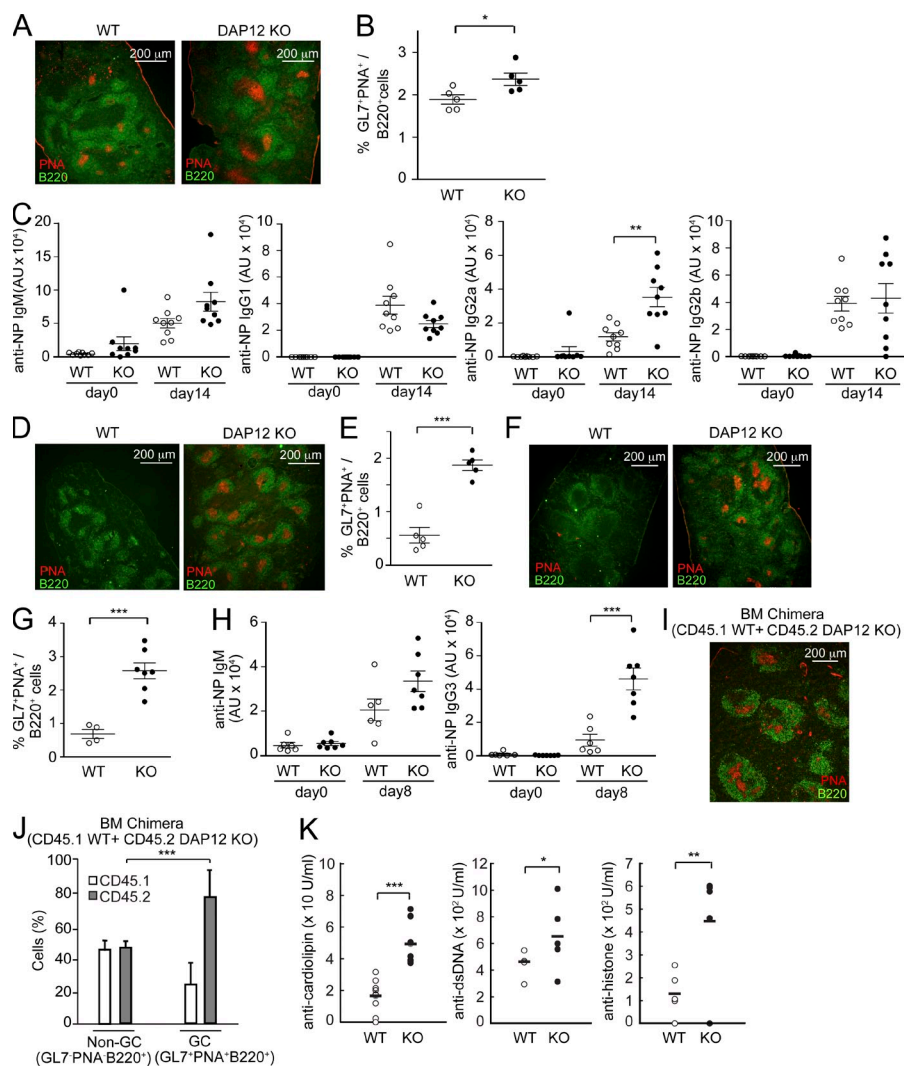 A
WT
DAP12 KO
200 µm
200 µm
PNA
B220
PNA
B220
B
*
% GL7⁺PNA⁺ /
B220⁺cells
3
2
1
0
WT
KO
C
anti-NP IgM(AU x 10⁴)
20
15
10
5
0
WT KO WT KO
day0 day14
anti-NP IgG1 (AU x 10⁴)
10
8
6
4
2
0
WT KO WT KO
day0 day14
anti-NP IgG2a (AU x 10⁴)
**
8
6
4
2
0
WT KO WT KO
day0 day14
anti-NP IgG2b (AU x 10⁴)
10
8
6
4
2
0
WT KO WT KO
day0 day14
D
WT
DAP12 KO
200 µm
200 µm
PNA
B220
PNA
B220
E
***
% GL7⁺PNA⁺ /
B220⁺ cells
2
1
0
WT KO
F
WT
DAP12 KO
200 µm
200 µm
PNA
B220
PNA
B220
G
***
% GL7⁺PNA⁺ /
B220⁺ cells
4
3
2
1
0
WT KO
H
anti-NP IgM
(AU x 10⁴)
6
4
2
0
WT KO WT KO
day0 day8
anti-NP IgG3 (AU x 10⁴)
***
8
6
4
2
0
WT KO WT KO
day0 day8
I
BM Chimera
(CD45.1 WT+ CD45.2 DAP12 KO)
200 µm
PNA
B220
J
BM Chimera
(CD45.1 WT+ CD45.2 DAP12 KO)
***
CD45.1
CD45.2
Cells (%)
100
80
60
40
20
0
Non-GC
(GL7⁻PNA⁻B220⁺)
GC
(GL7⁺PNA⁺B220⁺)
K
anti-cardiolipin (x 10 U/ml)
***
10
8
6
4
2
0
WT KO
anti-dsDNA (x 10² U/ml)
*
12
10
8
6
4
2
0
WT KO
anti-histone (x 10² U/ml)
**
7
6
5
4
3
2
1
0
WT KO